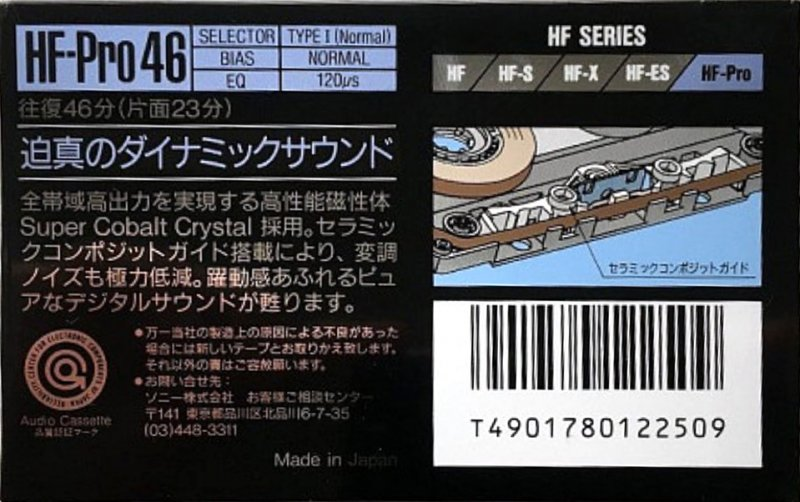 HF-Pro 46
SELECTOR TYPE I (Normal)
BIAS NORMAL
EQ 120μs
往復46分(片面23分)
迫真のダイナミックサウンド
全帯域高出力を実現する高性能磁性体
Super Cobalt Crystal 採用。セラミッ
クコンポジットガイド搭載により、変調
ノイズも極力低減。躍動感あふれるピュ
アなデジタルサウンドが甦ります。
Audio Cassette
品質認証マーク
●万一当社の製造上の原因による不良があった
場合には新しいテープとお取りかえ致します。
それ以外の責はご容赦願います。
●お問い合せ先:
ソニー株式会社 お客様ご相談センター
〒141 東京都品川区北品川6-7-35
(03)448-3311
Made in Japan
HF SERIES
HF HF-S HF-X HF-ES HF-Pro
セラミックコンポジットガイド
T4901780122509